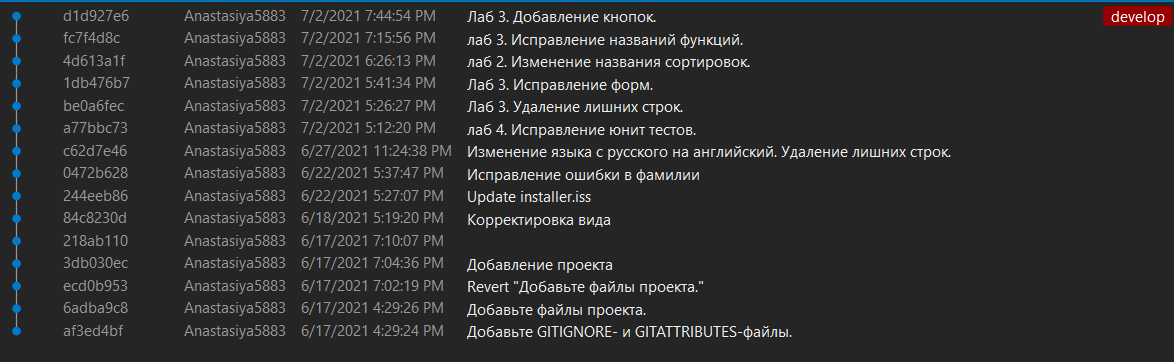 d1d927e6 Anastasiya5883 7/2/2021 7:44:54 PM Лаб 3. Добавление кнопок. develop
fc7f4d8c Anastasiya5883 7/2/2021 7:15:56 PM лаб 3. Исправление названий функций.
4d613a1f Anastasiya5883 7/2/2021 6:26:13 PM лаб 2. Изменение названия сортировок.
1db476b7 Anastasiya5883 7/2/2021 5:41:34 PM Лаб 3. Исправление форм.
be0a6fec Anastasiya5883 7/2/2021 5:26:27 PM Лаб 3. Удаление лишних строк.
a77bbc73 Anastasiya5883 7/2/2021 5:12:20 PM лаб 4. Исправление юнит тестов.
c62d7e46 Anastasiya5883 6/27/2021 11:24:38 PM Изменение языка с русского на английский. Удаление лишних строк.
0472b628 Anastasiya5883 6/22/2021 5:37:47 PM Исправление ошибки в фамилии
244eeb86 Anastasiya5883 6/22/2021 5:27:07 PM Update installer.iss
84c8230d Anastasiya5883 6/18/2021 5:19:20 PM Корректировка вида
218ab110 Anastasiya5883 6/17/2021 7:10:07 PM
3db030ec Anastasiya5883 6/17/2021 7:04:36 PM Добавление проекта
ecd0b953 Anastasiya5883 6/17/2021 7:02:19 PM Revert "Добавьте файлы проекта."
6adba9c8 Anastasiya5883 6/17/2021 4:29:26 PM Добавьте файлы проекта.
af3ed4bf Anastasiya5883 6/17/2021 4:29:24 PM Добавьте GITIGNORE- и GITATTRIBUTES-файлы.